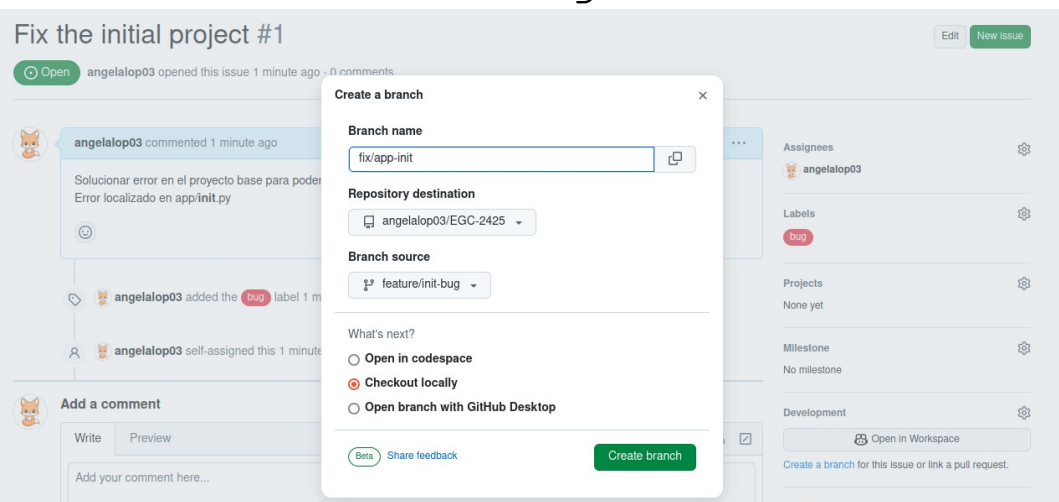 Fix the initial project #1
Edit
New issue
Open
angelalop03 opened this issue 1 minute ago · 0 comments
Create a branch
angelalop03 commented 1 minute ago
Solucionar error en el proyecto base para poder
Error localizado en app/init.py
angelalop03 added the bug label 1 m
angelalop03 self-assigned this 1 minute
Add a comment
Write
Preview
Add your comment here...
Branch name
fix/app-init
Repository destination
angelalop03/EGC-2425
Branch source
feature/init-bug
What's next?
Open in codespace
Checkout locally
Open branch with GitHub Desktop
Beta
Share feedback
Create branch
Assignees
angelalop03
Labels
bug
Projects
None yet
Milestone
No milestone
Development
Open in Workspace
Create a branch for this issue or link a pull request.